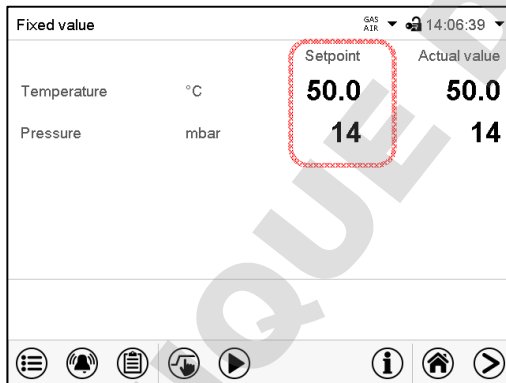 Fixed value GAS AIR 14:06:39
Setpoint Actual value
Temperature °C 50.0 50.0
Pressure mbar 14 14